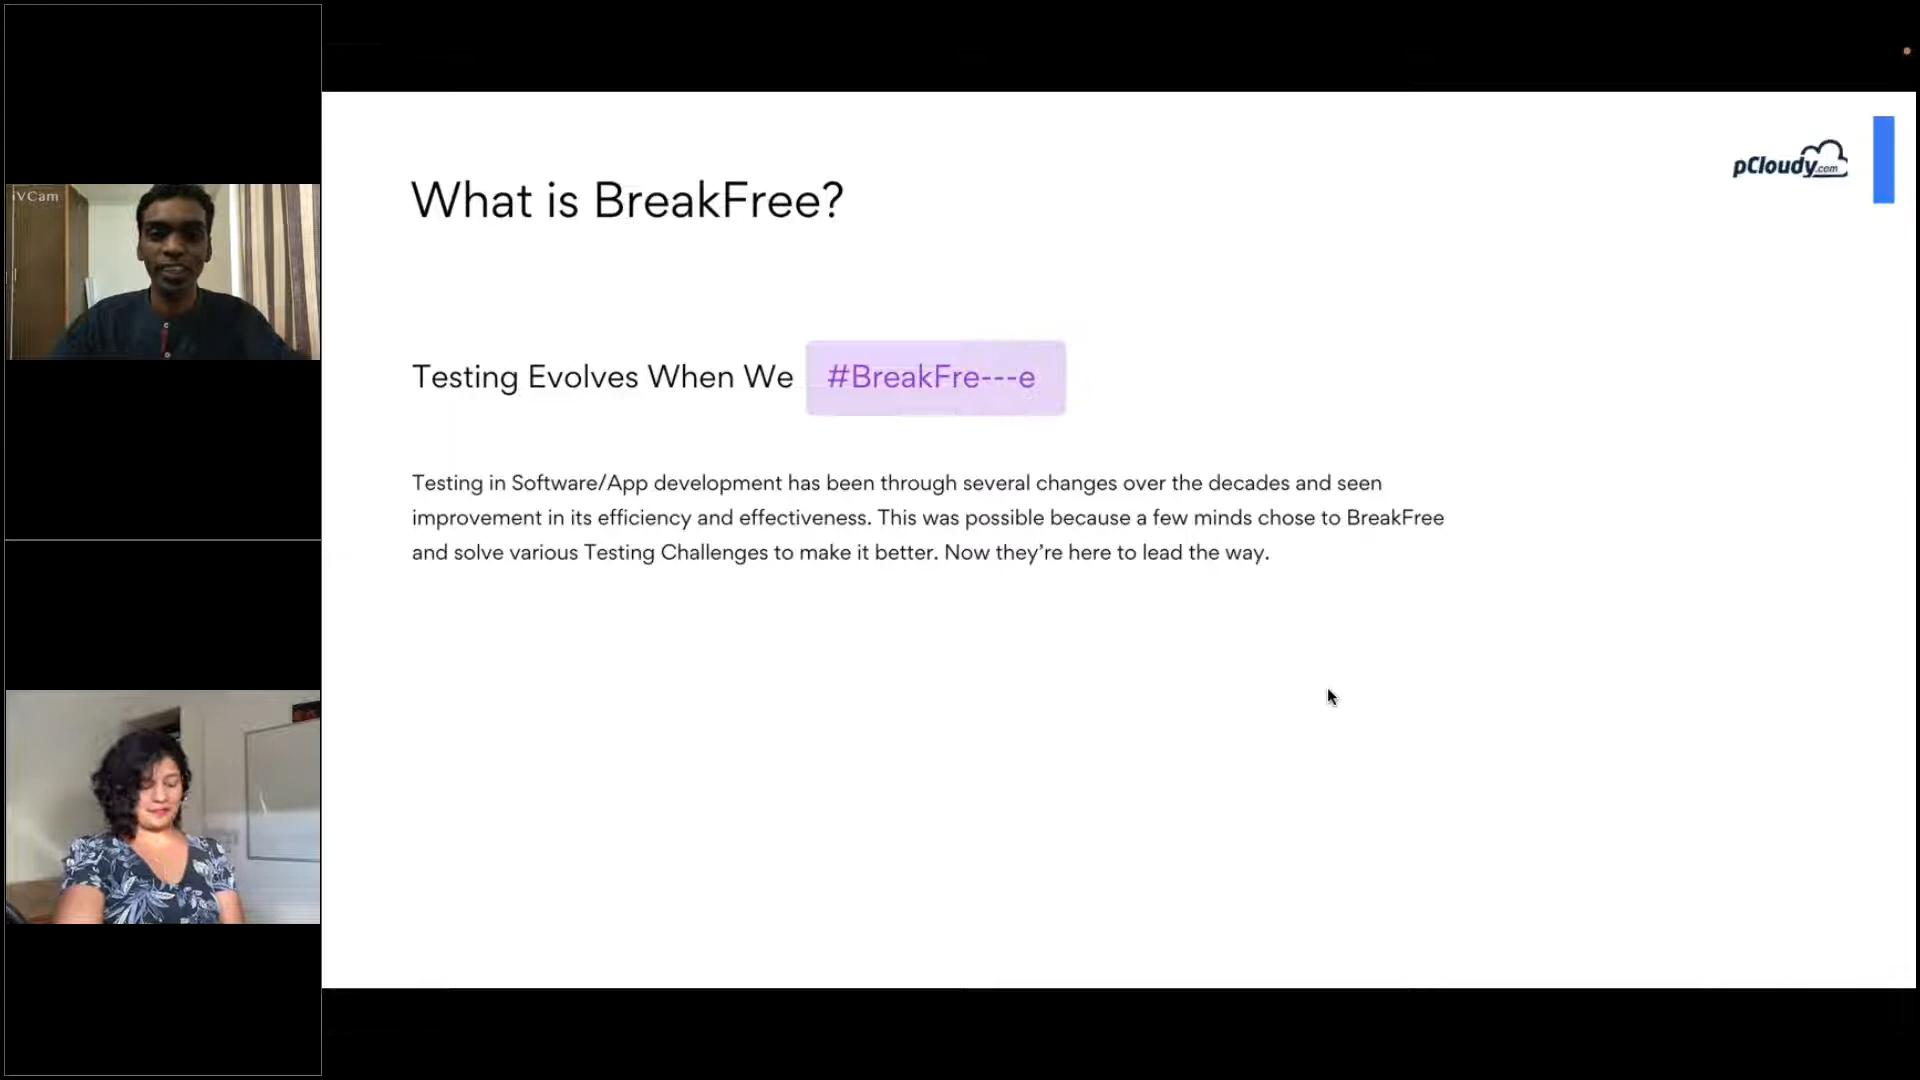 iVCam
What is BreakFree?
pCloudy.com
Testing Evolves When We #BreakFre---e
Testing in Software/App development has been through several changes over the decades and seen
improvement in its efficiency and effectiveness. This was possible because a few minds chose to BreakFree
and solve various Testing Challenges to make it better. Now they’re here to lead the way.